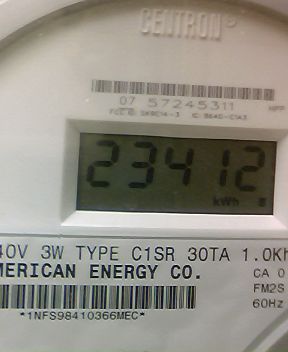 CENTRON®
07 57245311
23412
kWh
40V 3W TYPE C1SR 30TA 1.0Kh
MERICAN ENERGY CO.
CA 0
FM2S
60Hz
*1NFS98410366MEC*